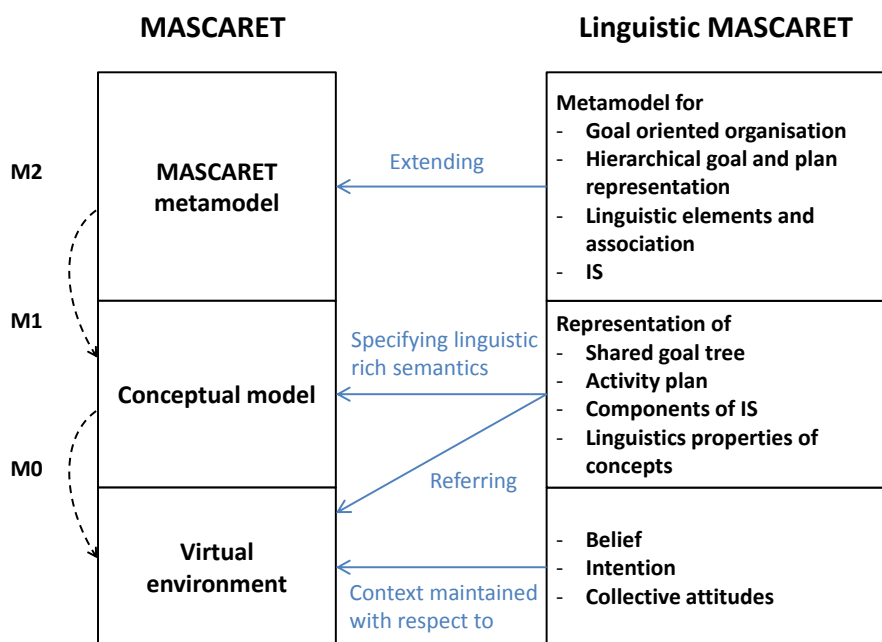 MASCARET
Linguistic MASCARET
M2
MASCARET
metamodel
Extending
Metamodel for
- Goal oriented organisation
- Hierarchical goal and plan
representation
- Linguistic elements and
association
- IS
M1
Conceptual model
Specifying linguistic
rich semantics
Representation of
- Shared goal tree
- Activity plan
- Components of IS
- Linguistics properties of
concepts
M0
Referring
Virtual
environment
Context maintained
with respect to
- Belief
- Intention
- Collective attitudes